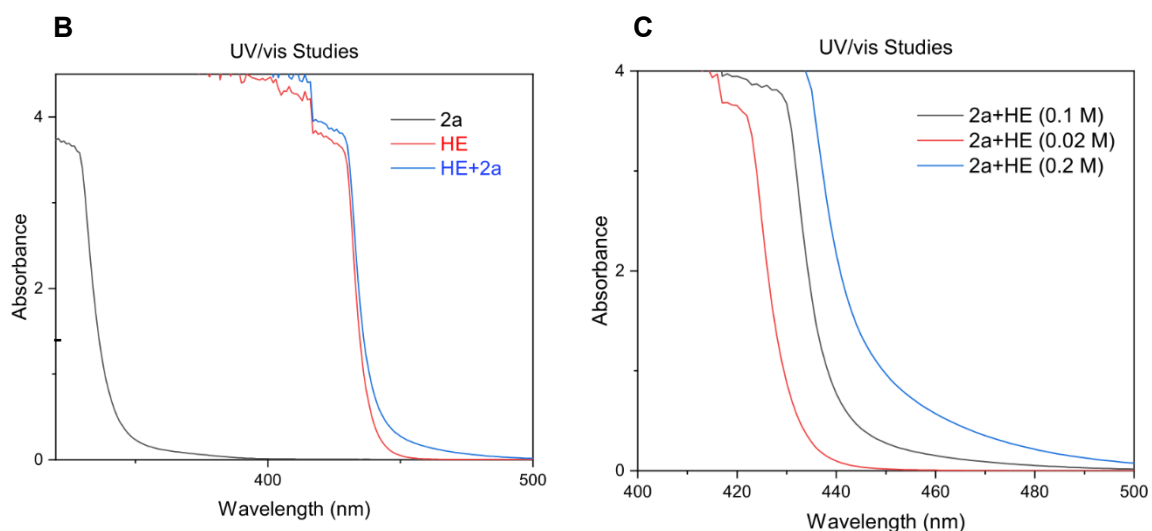 B
UV/vis Studies
4
2
0
Absorbance
2a
HE
HE+2a
400
500
Wavelength (nm)
C
UV/vis Studies
4
2
0
Absorbance
2a+HE (0.1 M)
2a+HE (0.02 M)
2a+HE (0.2 M)
400
420
440
460
480
500
Wavelength (nm)